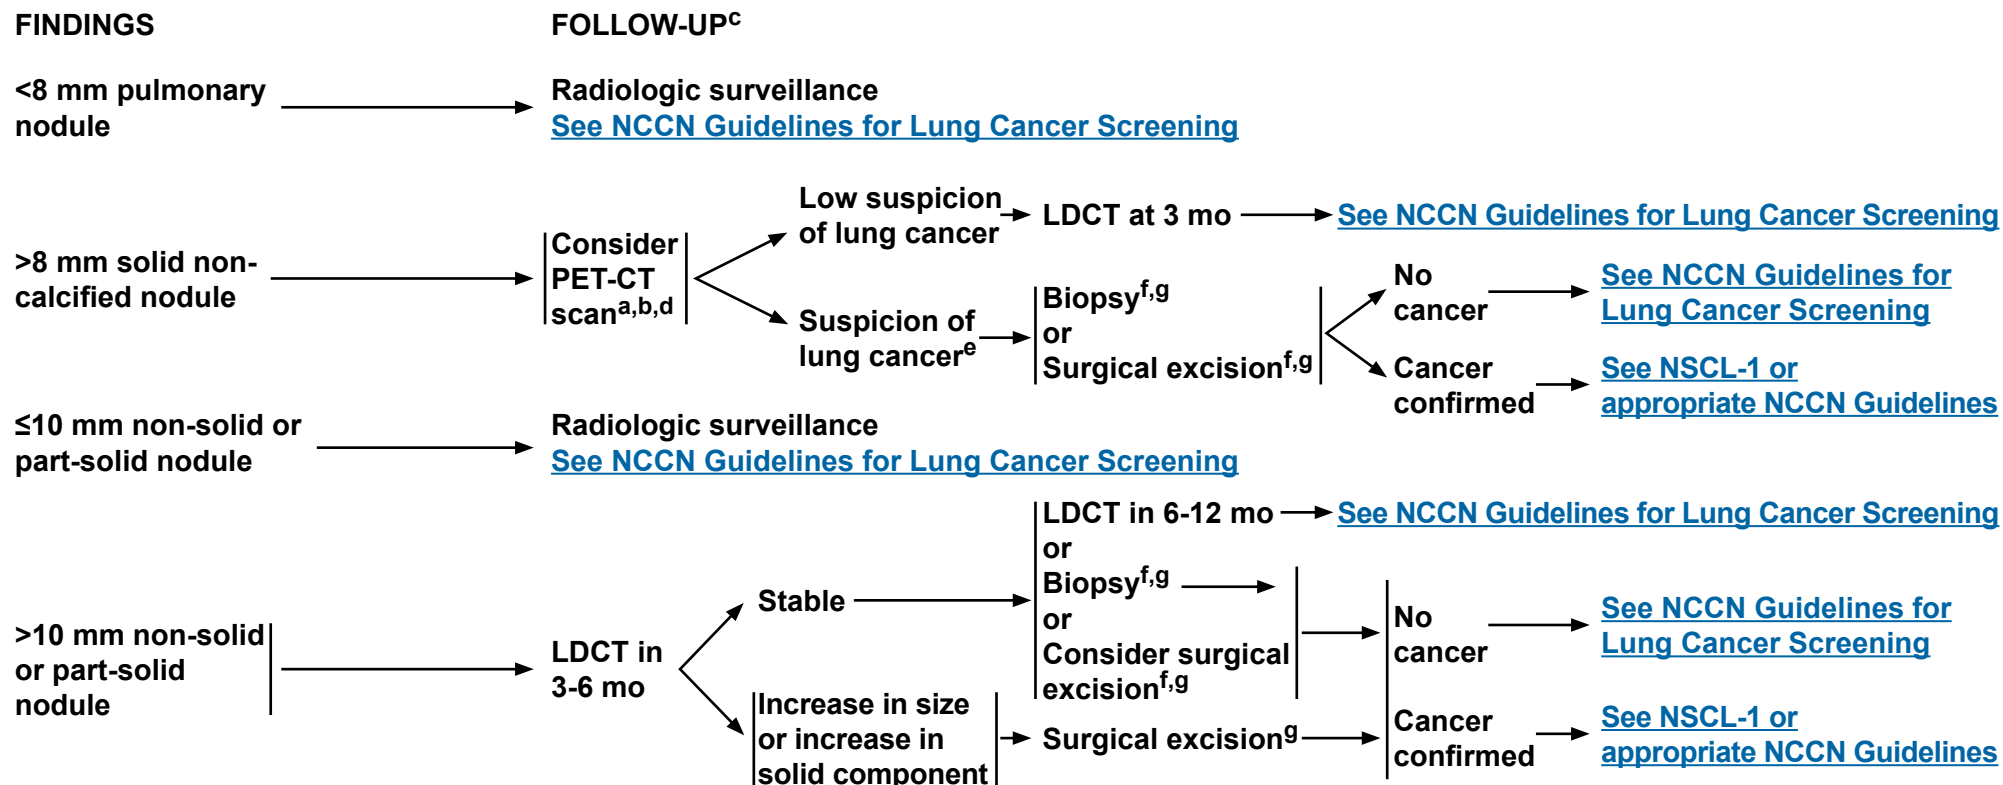 FINDINGS
FOLLOW-UPc
<8 mm pulmonary
nodule
Radiologic surveillance
See NCCN Guidelines for Lung Cancer Screening
>8 mm solid non-
calcified nodule
Consider
PET-CT
scana,b,d
Low suspicion
of lung cancer
LDCT at 3 mo
See NCCN Guidelines for Lung Cancer Screening
Suspicion of
lung cancere
Biopsyf,g
or
Surgical excisionf,g
No
cancer
See NCCN Guidelines for
Lung Cancer Screening
Cancer
confirmed
See NSCL-1 or
appropriate NCCN Guidelines
≤10 mm non-solid or
part-solid nodule
Radiologic surveillance
See NCCN Guidelines for Lung Cancer Screening
>10 mm non-solid
or part-solid
nodule
LDCT in
3-6 mo
Stable
LDCT in 6-12 mo
See NCCN Guidelines for Lung Cancer Screening
or
Biopsyf,g
or
Consider surgical
excisionf,g
Increase in size
or increase in
solid component
Surgical excisiong
No
cancer
See NCCN Guidelines for
Lung Cancer Screening
Cancer
confirmed
See NSCL-1 or
appropriate NCCN Guidelines